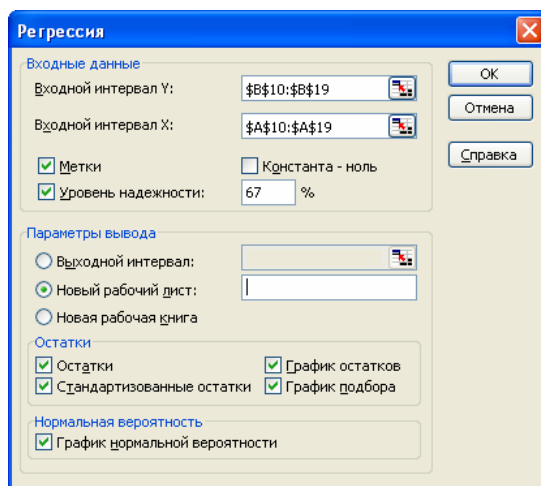 Регрессия
Входные данные
Входной интервал Y: $B$10:$B$19
Входной интервал X: $A$10:$A$19
Метки Константа - ноль
Уровень надежности: 67 %
OK
Отмена
Справка
Параметры вывода
Выходной интервал:
Новый рабочий лист:
Новая рабочая книга
Остатки
Остатки График остатков
Стандартизованные остатки График подбора
Нормальная вероятность
График нормальной вероятности